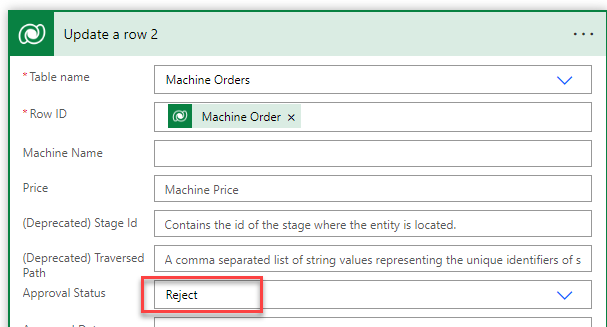 Update a row 2
* Table name Machine Orders
* Row ID Machine Order ×
Machine Name
Price Machine Price
(Deprecated) Stage Id Contains the id of the stage where the entity is located.
(Deprecated) Traversed Path A comma separated list of string values representing the unique identifiers of s
Approval Status Reject